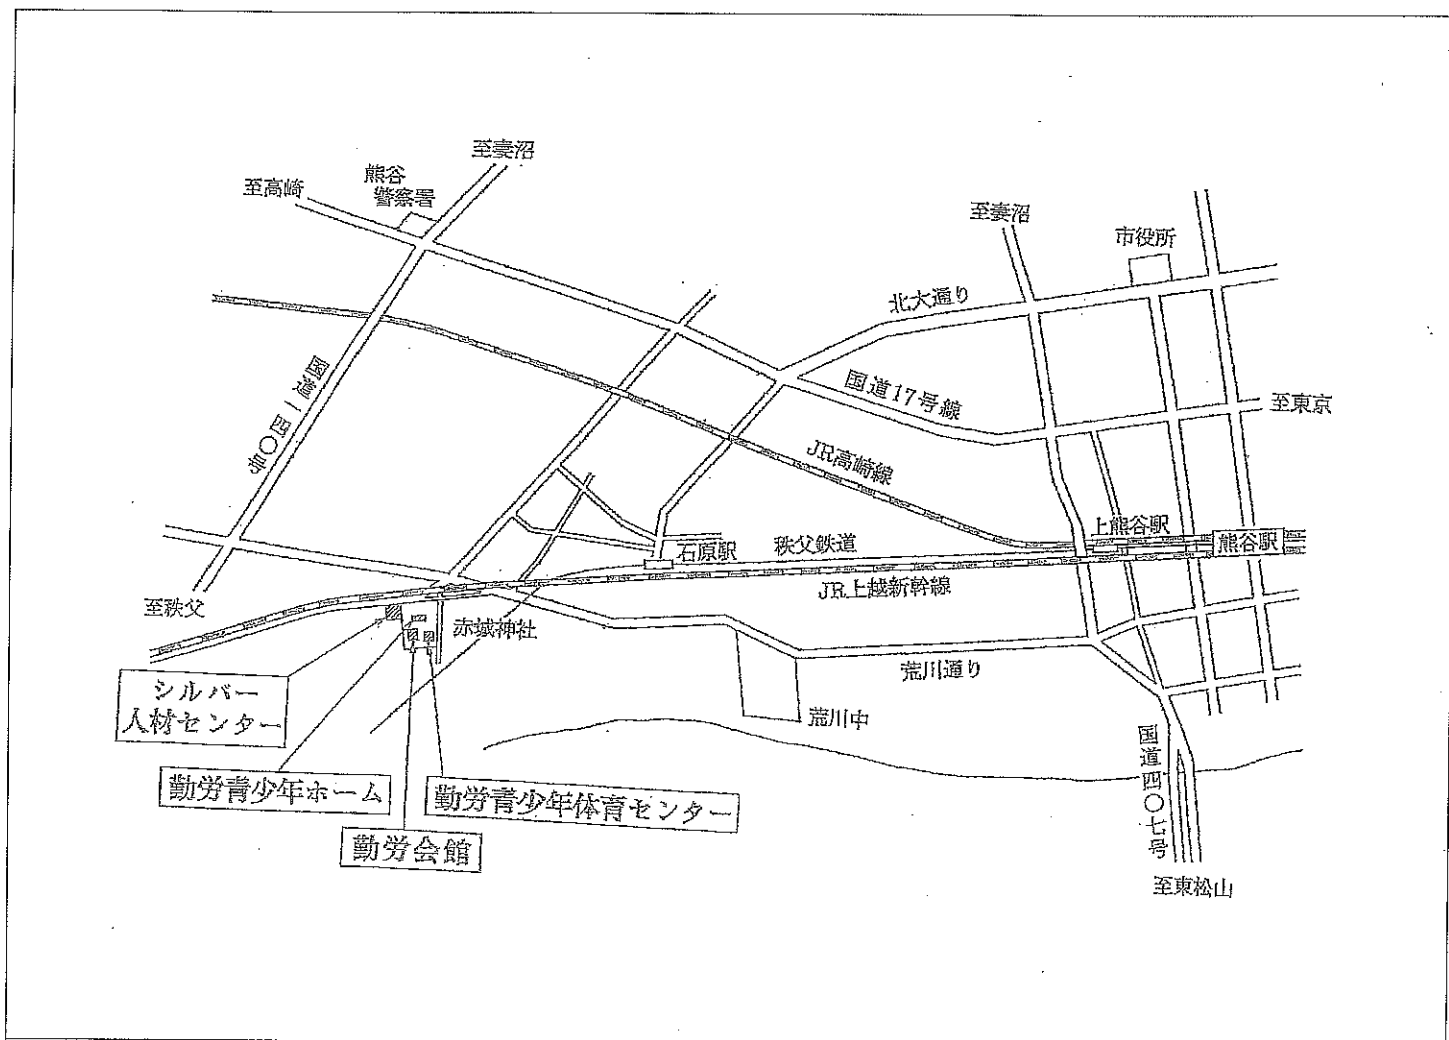 至妻沼
熊谷
警察署
至高崎
至妻沼
市役所
北大通り
国道一四〇号
国道17号線
至東京
JR高崎線
上熊谷駅
熊谷駅
石原駅
秩父鉄道
JR上越新幹線
至秩父
赤城神社
荒川通り
シルバー
人材センター
荒川中
国道四〇七号
勤労青少年ホーム
勤労青少年体育センター
勤労会館
至東松山